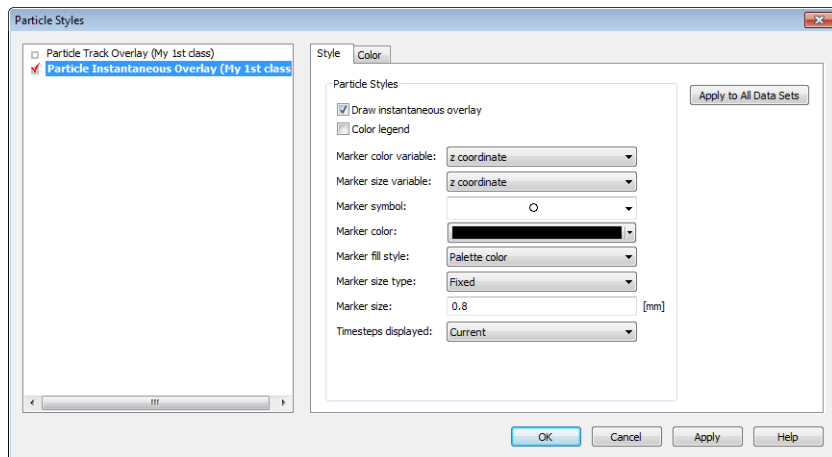 Particle Styles
Particle Track Overlay (My 1st class)
Particle Instantaneous Overlay (My 1st class
Style
Color
Particle Styles
Draw instantaneous overlay
Color legend
Marker color variable: z coordinate
Marker size variable: z coordinate
Marker symbol:
Marker color:
Marker fill style: Palette color
Marker size type: Fixed
Marker size: 0.8 [mm]
Timesteps displayed: Current
Apply to All Data Sets
OK
Cancel
Apply
Help